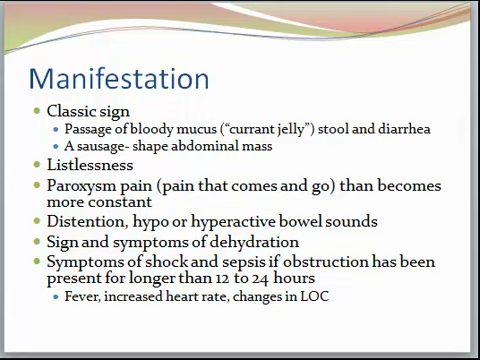 Manifestation
Classic sign
Passage of bloody mucus (“currant jelly”) stool and diarrhea
A sausage- shape abdominal mass
Listlessness
Paroxysm pain (pain that comes and go) than becomes
more constant
Distention, hypo or hyperactive bowel sounds
Sign and symptoms of dehydration
Symptoms of shock and sepsis if obstruction has been
present for longer than 12 to 24 hours
Fever, increased heart rate, changes in LOC